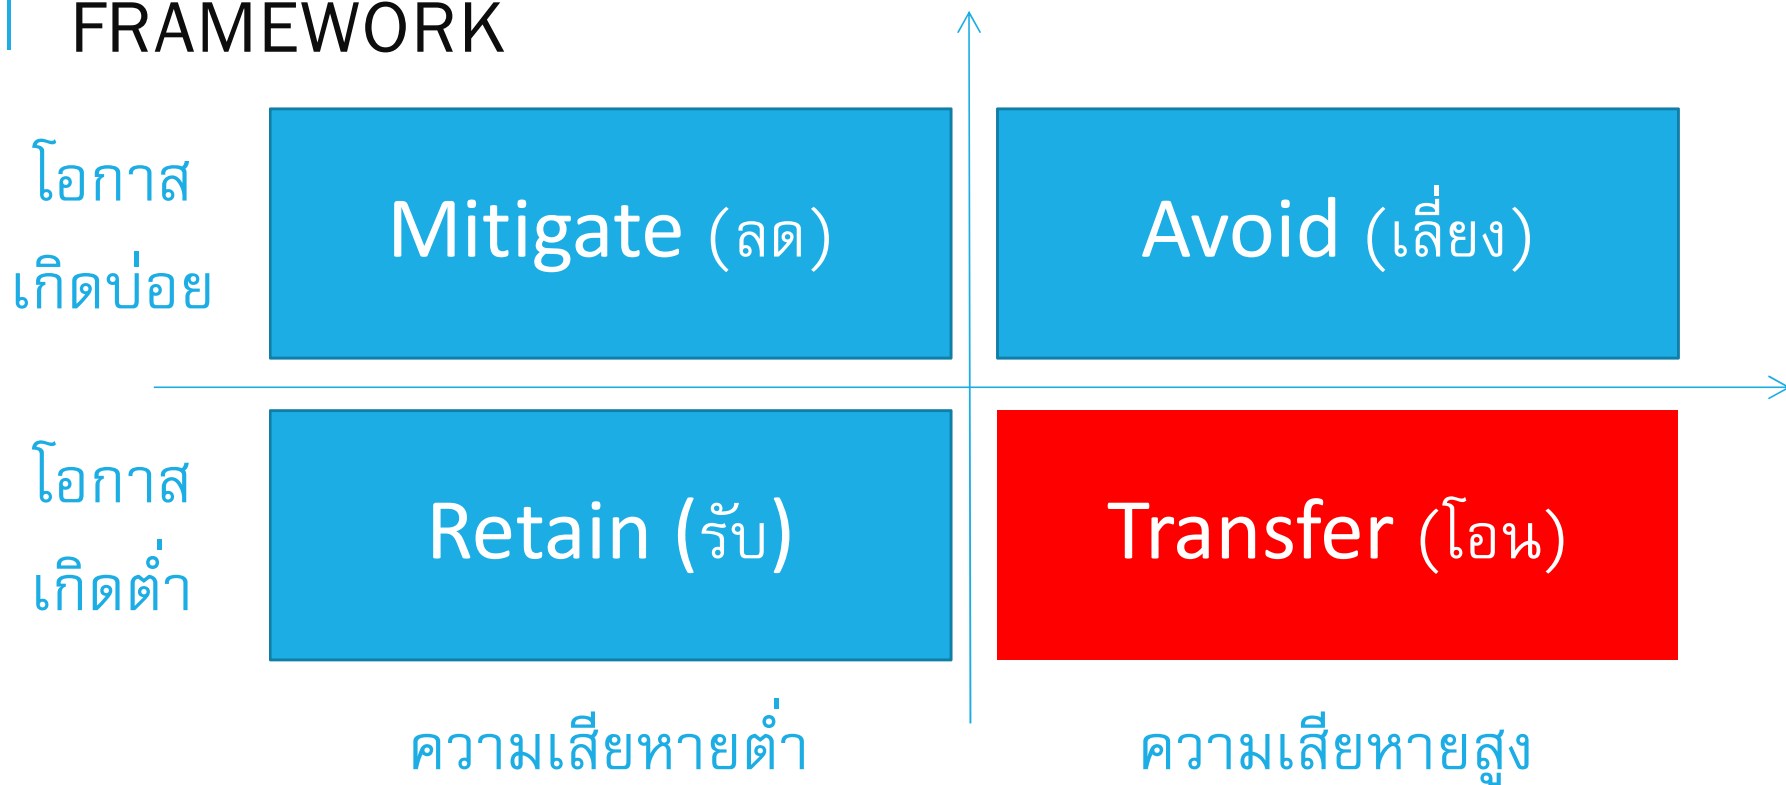 FRAMEWORK
โอกาส
เกิดบ่อย
Mitigate (ลด)
Avoid (เลี่ยง)
โอกาส
เกิดต่ำ
Retain (รับ)
Transfer (โอน)
ความเสียหายต่ำ
ความเสียหายสูง